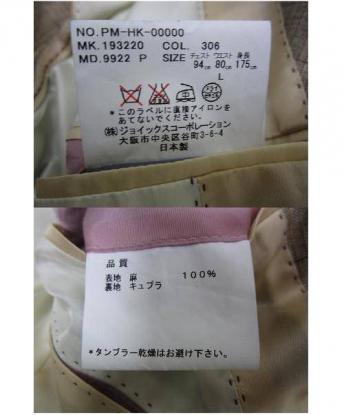 NO.PM-HK-00000
MK.193220 COL. 306
MD.9922 P SIZE チェスト ウエスト 身長
94cm 80cm 175cm
L
*このラベルに直接アイロンを
あてないでください。
(株)ジョイックスコーポレーション
大阪市中央区谷町3-6-4
日本製
品質
表地 麻 100%
裏地 キュプラ
*タンブラー乾燥はお避け下さい。